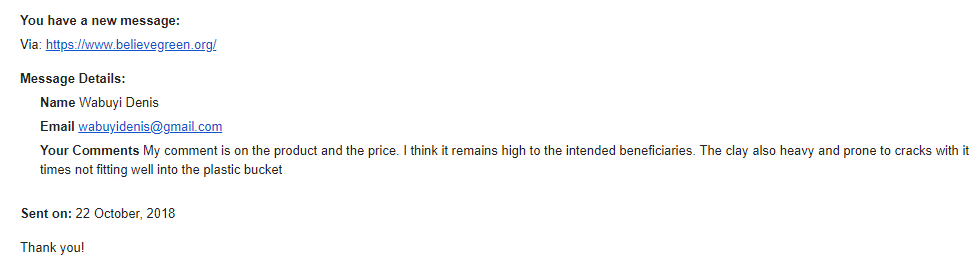 You have a new message:
Via: https://www.believegreen.org/
Message Details:
Name Wabuyi Denis
Email wabuyidenis@gmail.com
Your Comments My comment is on the product and the price. I think it remains high to the intended beneficiaries. The clay also heavy and prone to cracks with it
times not fitting well into the plastic bucket
Sent on: 22 October, 2018
Thank you!